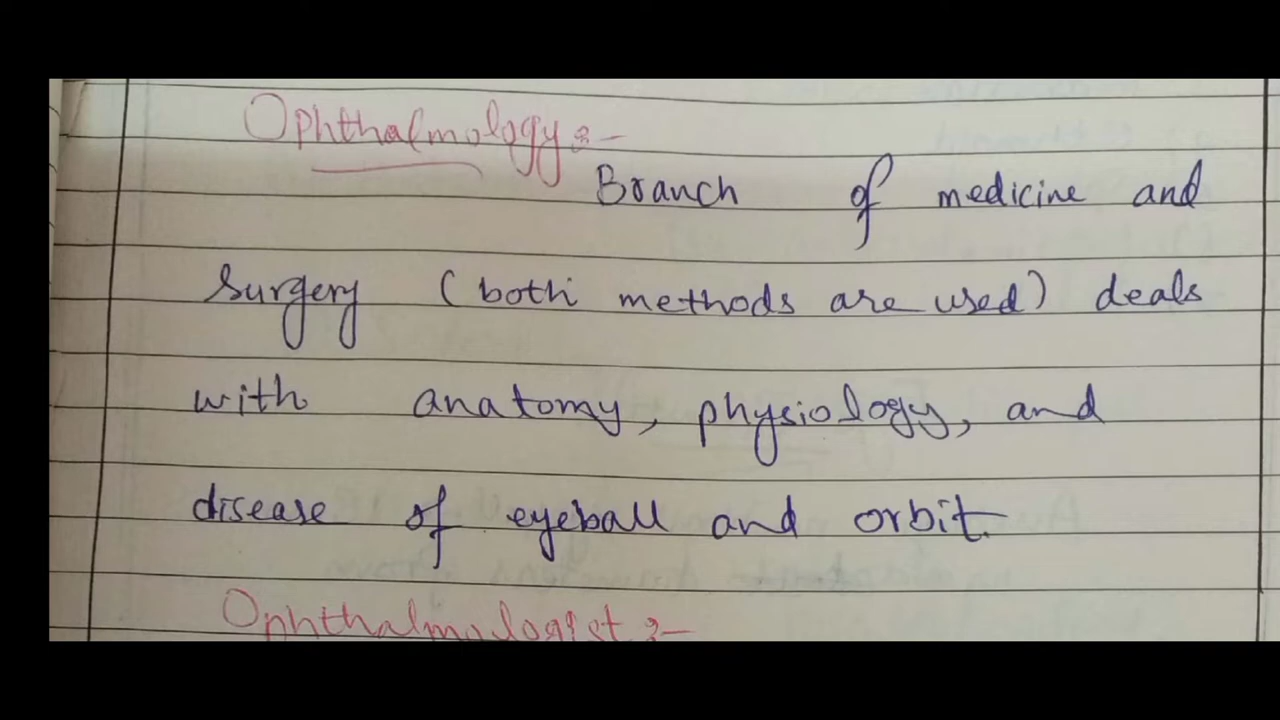 Ophthalmology :-
Branch of medicine and
Surgery (both methods are used) deals
with anatomy, physiology, and
disease of eyeball and orbit.
Ophthalmologist :-